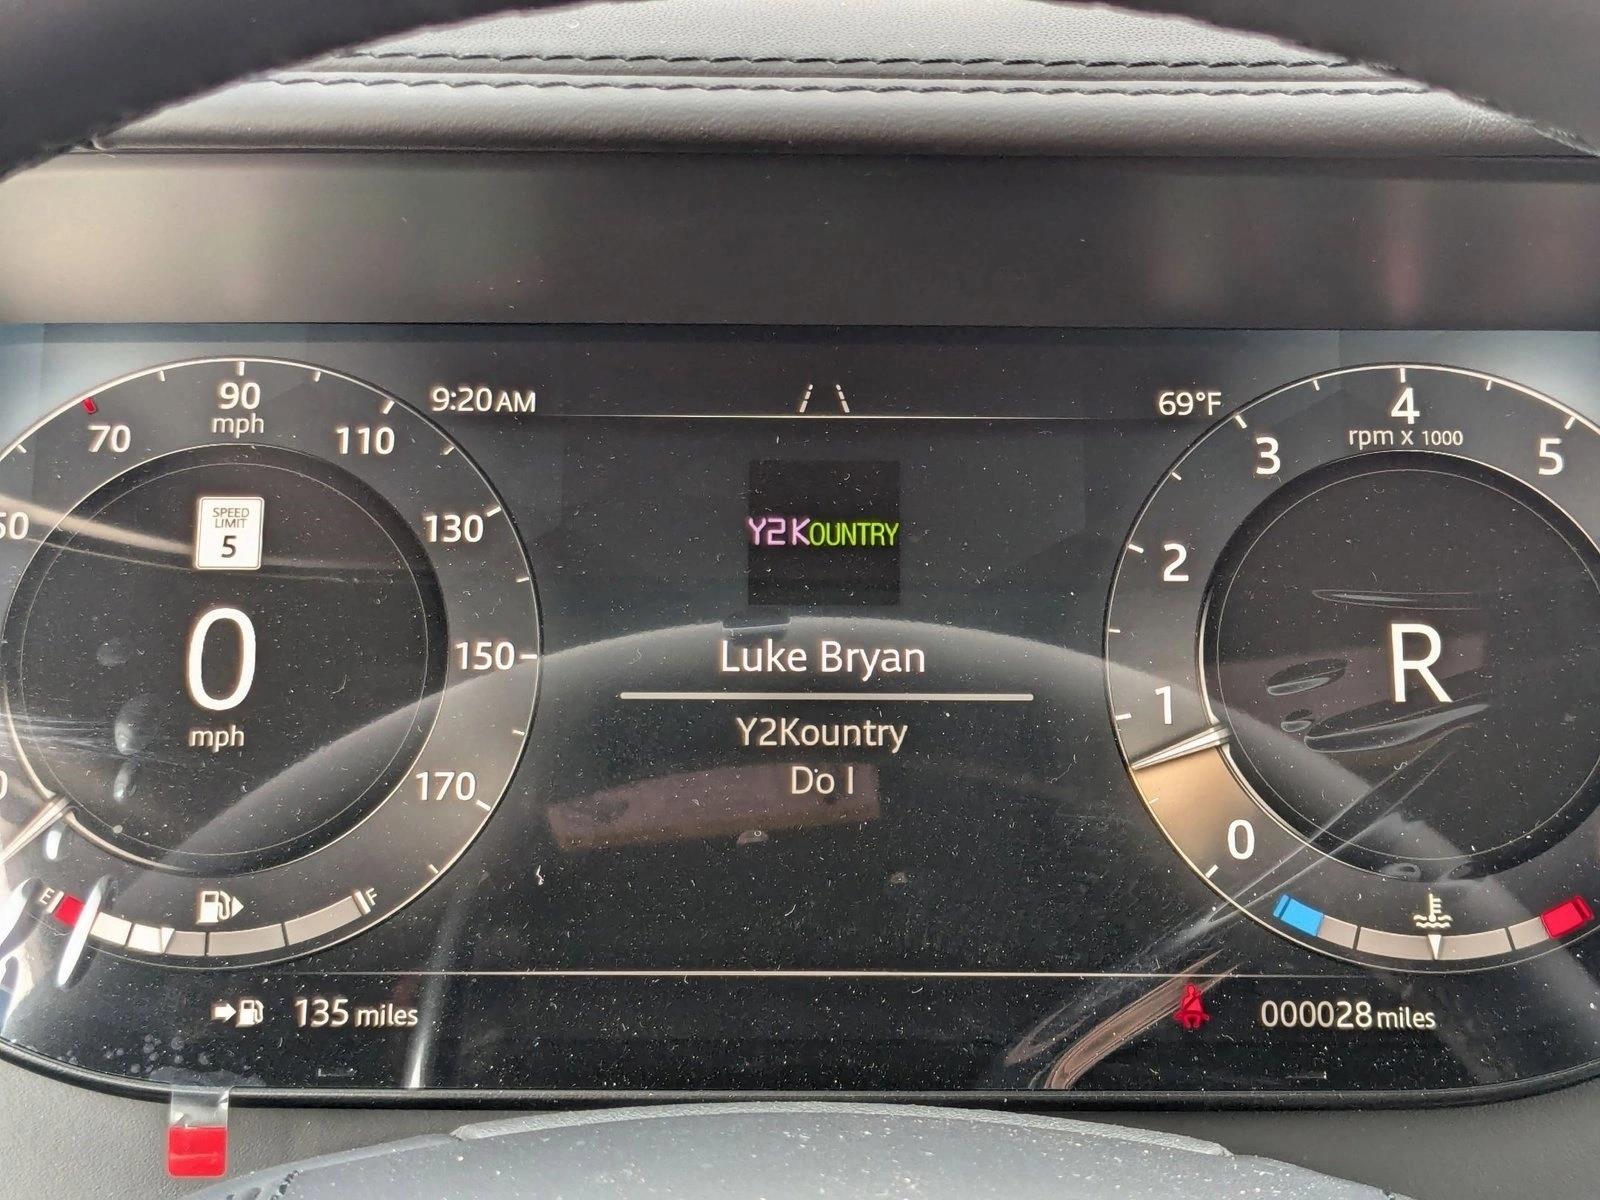 9:20AM
69°F
50
70
90
mph
110
130
150
170
SPEED
LIMIT
5
0
mph
E
F
135 miles
Y2KOUNTRY
Luke Bryan
Y2Kountry
Do I
0
1
2
3
4
5
rpm x 1000
R
000028 miles